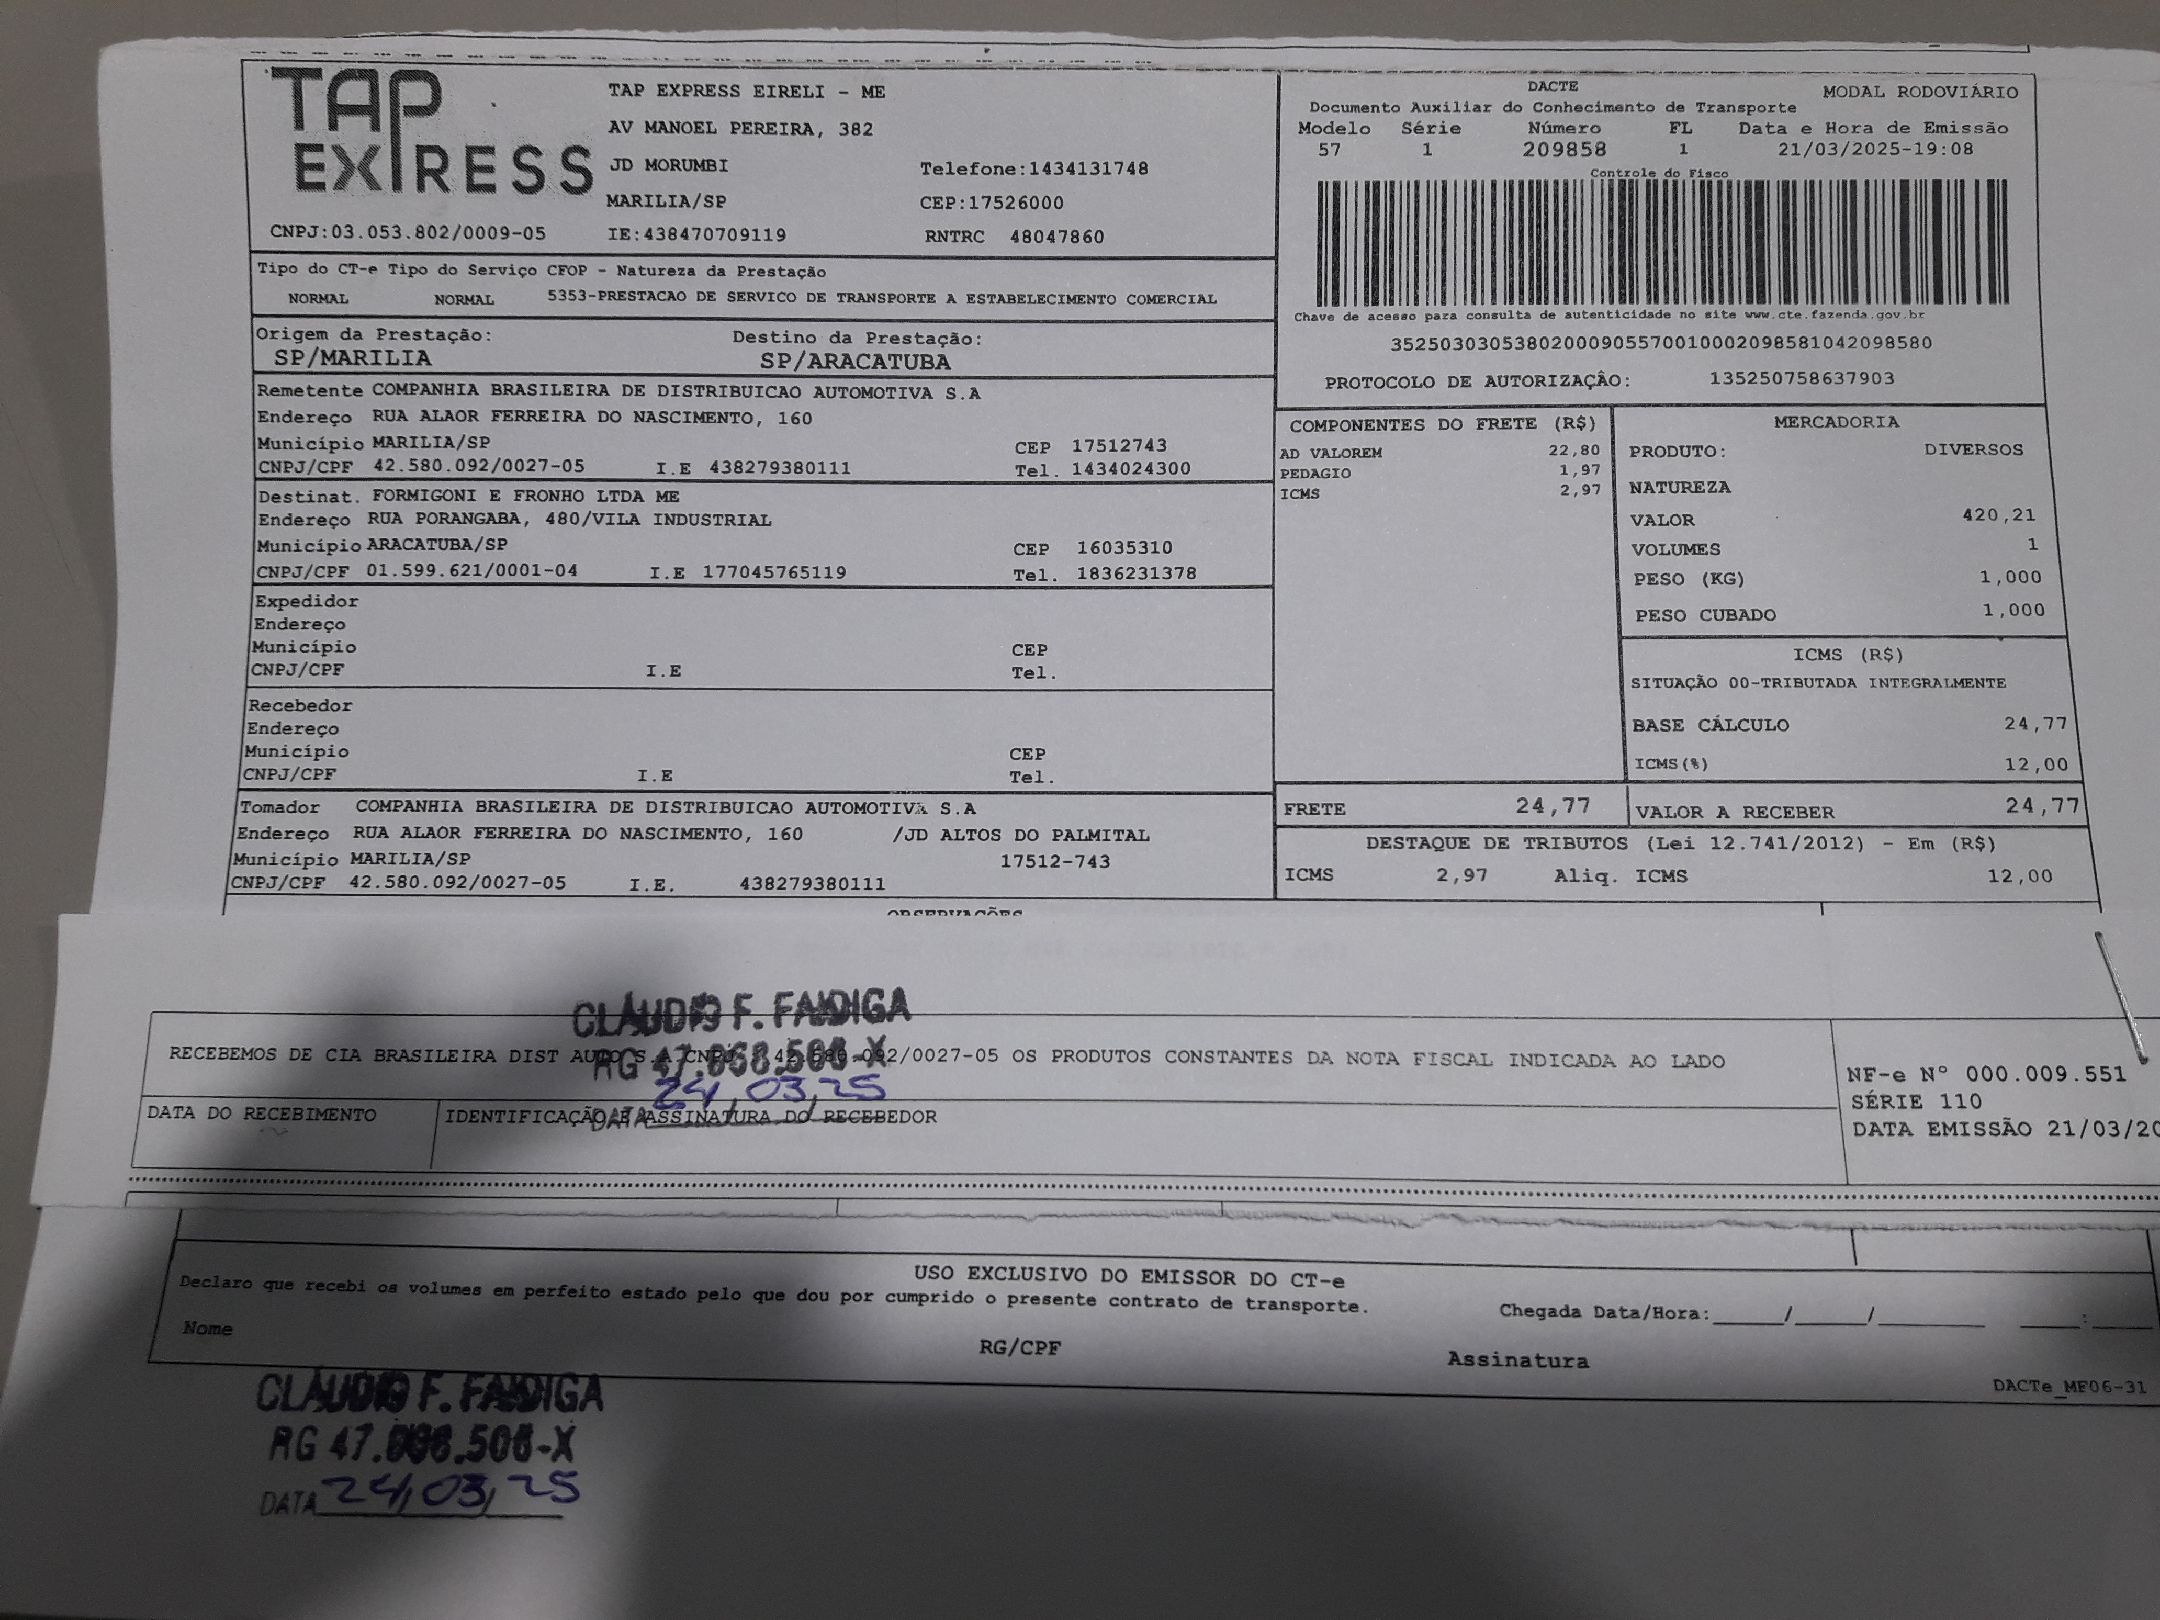 TAP EXPRESS
TAP EXPRESS EIRELI - ME
AV MANOEL PEREIRA, 382
JD MORUMBI Telefone:1434131748
MARILIA/SP CEP:17526000
CNPJ:03.053.802/0009-05 IE:438470709119 RNTRC 48047860
DACTE MODAL RODOVIÁRIO
Documento Auxiliar do Conhecimento de Transporte
Modelo Série Número FL Data e Hora de Emissão
57 1 209858 1 21/03/2025-19:08
Controle do Fisco
Chave de acesso para consulta de autenticidade no site www.cte.fazenda.gov.br
35250303053802000905570010002098581042098580
PROTOCOLO DE AUTORIZAÇÃO: 135250758637903
Tipo do CT-e Tipo do Serviço CFOP - Natureza da Prestação
NORMAL NORMAL 5353-PRESTACAO DE SERVICO DE TRANSPORTE A ESTABELECIMENTO COMERCIAL
Origem da Prestação: Destino da Prestação:
SP/MARILIA SP/ARACATUBA
Remetente COMPANHIA BRASILEIRA DE DISTRIBUICAO AUTOMOTIVA S.A
Endereço RUA ALAOR FERREIRA DO NASCIMENTO, 160
Município MARILIA/SP CEP 17512743
CNPJ/CPF 42.580.092/0027-05 I.E 438279380111 Tel. 1434024300
Destinat. FORMIGONI E FRONHO LTDA ME
Endereço RUA PORANGABA, 480/VILA INDUSTRIAL
Município ARACATUBA/SP CEP 16035310
CNPJ/CPF 01.599.621/0001-04 I.E 177045765119 Tel. 1836231378
Expedidor
Endereço
Município CEP
CNPJ/CPF I.E Tel.
Recebedor
Endereço
Município CEP
CNPJ/CPF I.E Tel.
Tomador COMPANHIA BRASILEIRA DE DISTRIBUICAO AUTOMOTIVA S.A
Endereço RUA ALAOR FERREIRA DO NASCIMENTO, 160 /JD ALTOS DO PALMITAL
Município MARILIA/SP 17512-743
CNPJ/CPF 42.580.092/0027-05 I.E. 438279380111
COMPONENTES DO FRETE (R$)
AD VALOREM 22,80
PEDAGIO 1,97
ICMS 2,97
MERCADORIA
PRODUTO: DIVERSOS
NATUREZA
VALOR 420,21
VOLUMES 1
PESO (KG) 1,000
PESO CUBADO 1,000
ICMS (R$)
SITUAÇÃO 00-TRIBUTADA INTEGRALMENTE
BASE CÁLCULO 24,77
ICMS(%) 12,00
FRETE 24,77 VALOR A RECEBER 24,77
DESTAQUE DE TRIBUTOS (Lei 12.741/2012) - Em (R$)
ICMS 2,97 Aliq. ICMS 12,00
OBSERVAÇÕES
CLAUDIO F. FAIDIGA
RECEBEMOS DE CIA BRASILEIRA DIST AUTO S.A CNPJ 42.580.092/0027-05 OS PRODUTOS CONSTANTES DA NOTA FISCAL INDICADA AO LADO
RG
DATA 24,03,25
DATA DO RECEBIMENTO IDENTIFICAÇÃO E ASSINATURA DO RECEBEDOR
NF-e Nº 000.009.551
SÉRIE 110
DATA EMISSÃO 21/03/20
USO EXCLUSIVO DO EMISSOR DO CT-e
Declaro que recebi os volumes em perfeito estado pelo que dou por cumprido o presente contrato de transporte.
Chegada Data/Hora:_____/_____/________ ____:____
Nome RG/CPF Assinatura
DACTe_MF06-31
CLAUDIO F. FAIDIGA
RG
DATA 24,03,25